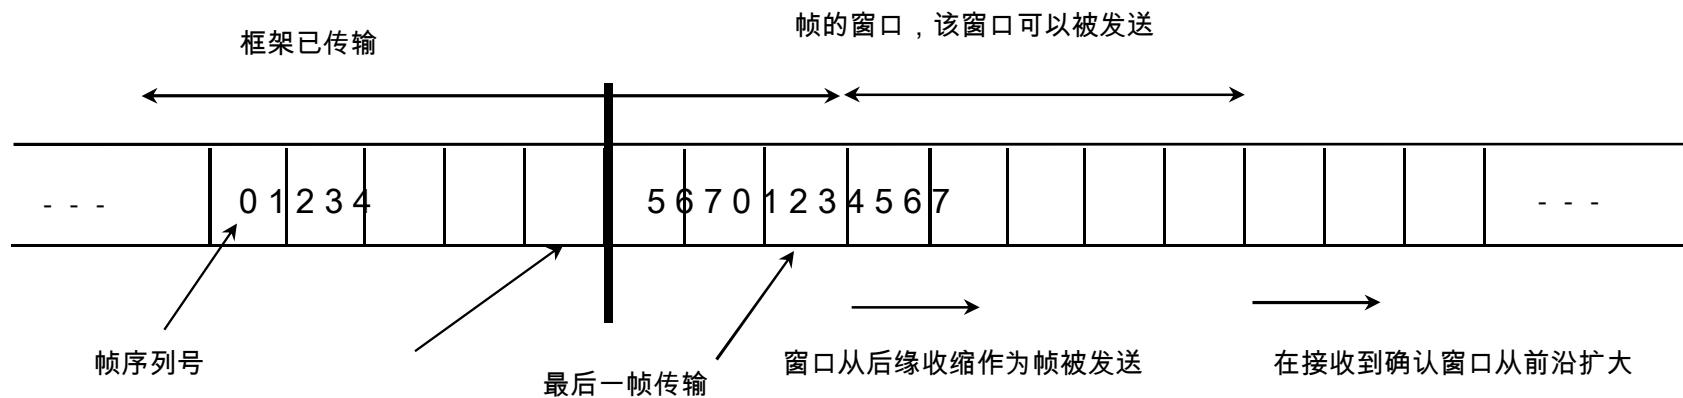 帧的窗口，该窗口可以被发送
框架已传输
- - - 0 1 2 3 4 5 6 7 0 1 2 3 4 5 6 7 - - -
帧序列号
最后一帧传输
窗口从后缘收缩作为帧被发送
在接收到确认窗口从前沿扩大